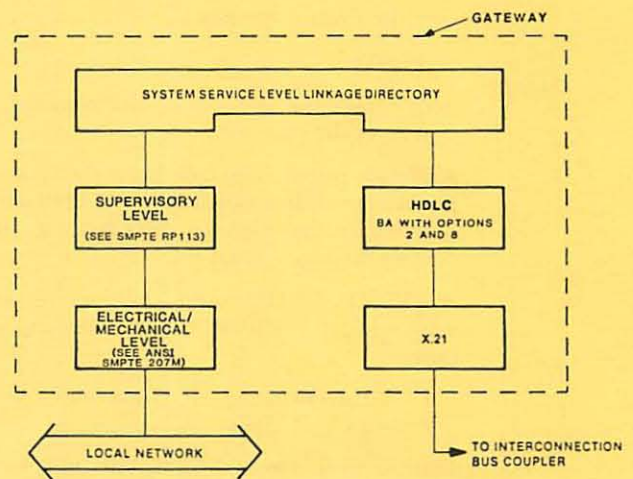 GATEWAY
SYSTEM SERVICE LEVEL LINKAGE DIRECTORY
SUPERVISORY
LEVEL
(SEE SMPTE RP113)
HDLC
BA WITH OPTIONS
2 AND 8
ELECTRICAL/
MECHANICAL
LEVEL
(SEE ANSI
SMPTE 207M)
X.21
LOCAL NETWORK
TO INTERCONNECTION
BUS COUPLER